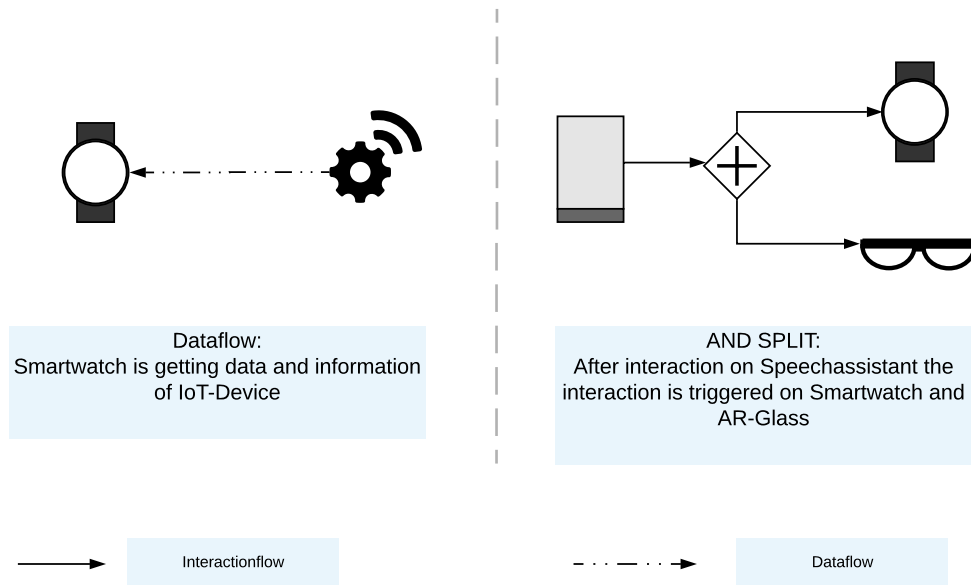 Dataflow:
Smartwatch is getting data and information
of IoT-Device
AND SPLIT:
After interaction on Speechassistant the
interaction is triggered on Smartwatch and
AR-Glass
Interactionflow
Dataflow